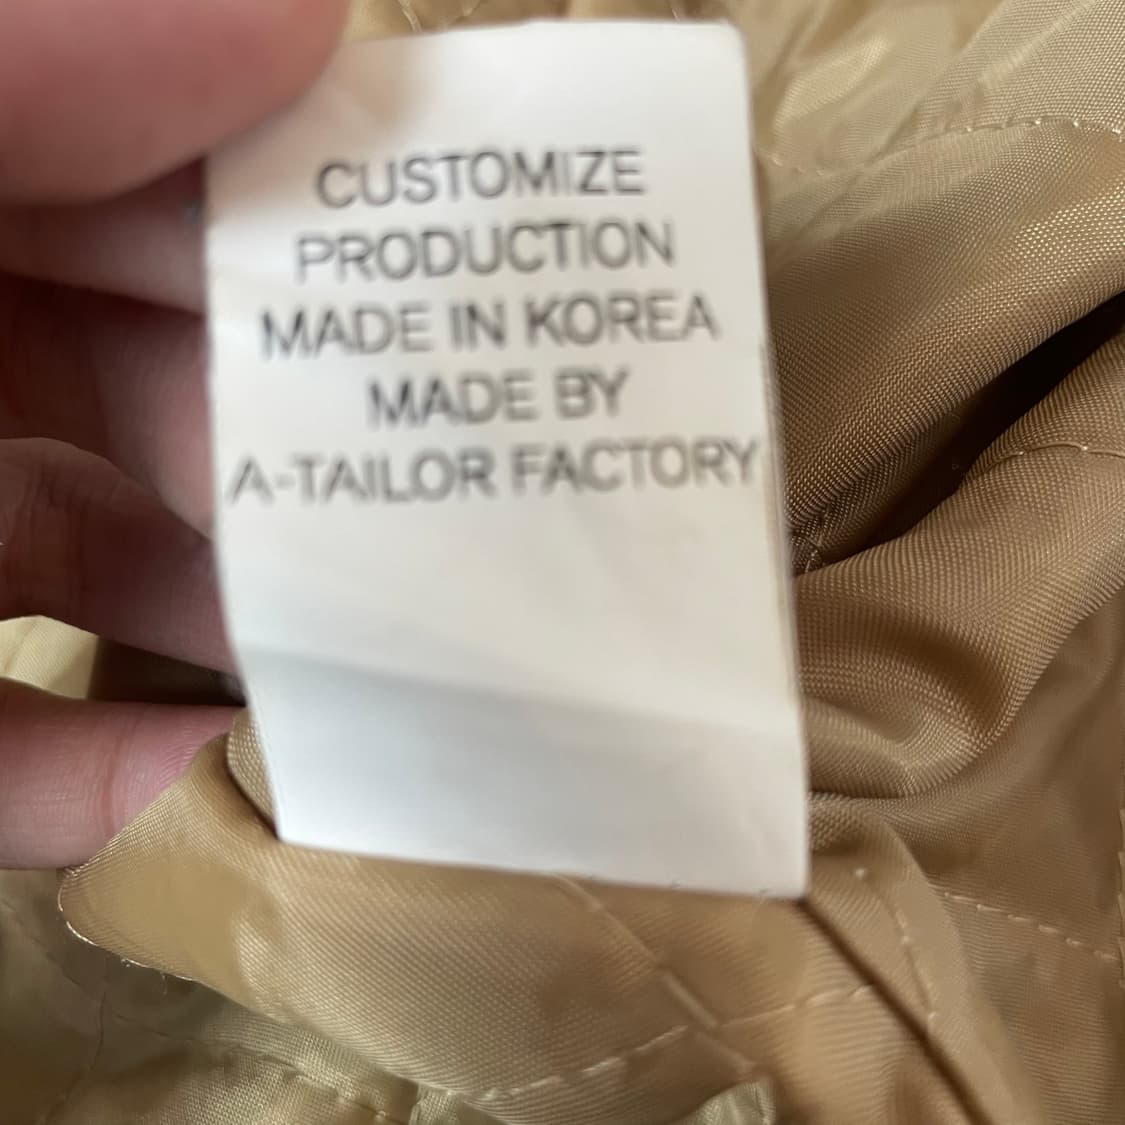 CUSTOMIZE
PRODUCTION
MADE IN KOREA
MADE BY
A-TAILOR FACTORY